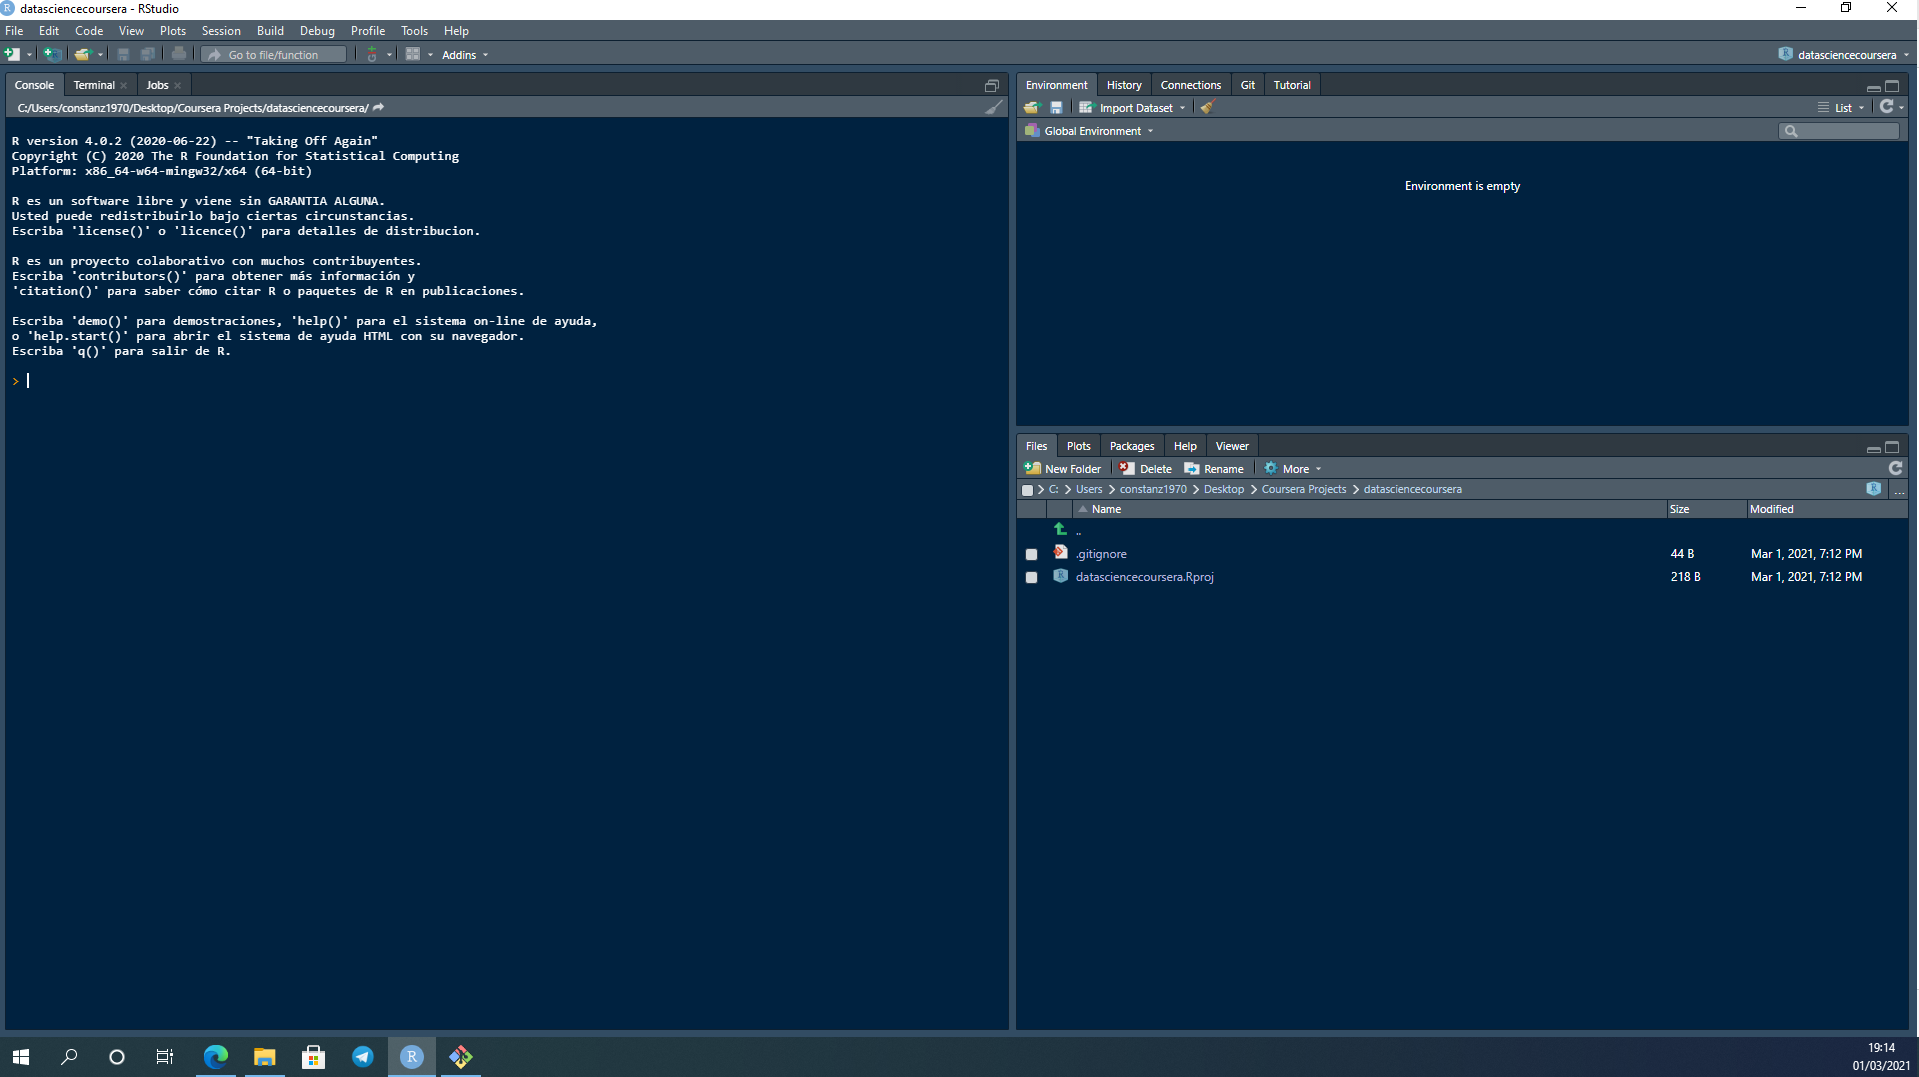 datasciencecoursera - RStudio
File Edit Code View Plots Session Build Debug Profile Tools Help
Go to file/function Addins datasciencecoursera
Console Terminal Jobs
C:/Users/constanz1970/Desktop/Coursera Projects/datasciencecoursera/
R version 4.0.2 (2020-06-22) -- "Taking Off Again"
Copyright (C) 2020 The R Foundation for Statistical Computing
Platform: x86_64-w64-mingw32/x64 (64-bit)
R es un software libre y viene sin GARANTIA ALGUNA.
Usted puede redistribuirlo bajo ciertas circunstancias.
Escriba 'license()' o 'licence()' para detalles de distribucion.
R es un proyecto colaborativo con muchos contribuyentes.
Escriba 'contributors()' para obtener más información y
'citation()' para saber cómo citar R o paquetes de R en publicaciones.
Escriba 'demo()' para demostraciones, 'help()' para el sistema on-line de ayuda,
o 'help.start()' para abrir el sistema de ayuda HTML con su navegador.
Escriba 'q()' para salir de R.
>
Environment History Connections Git Tutorial
Import Dataset List
Global Environment
Environment is empty
Files Plots Packages Help Viewer
New Folder Delete Rename More
C: Users constanz1970 Desktop Coursera Projects datasciencecoursera ...
Name Size Modified
..
.gitignore 44 B Mar 1, 2021, 7:12 PM
datasciencecoursera.Rproj 218 B Mar 1, 2021, 7:12 PM
19:14
01/03/2021